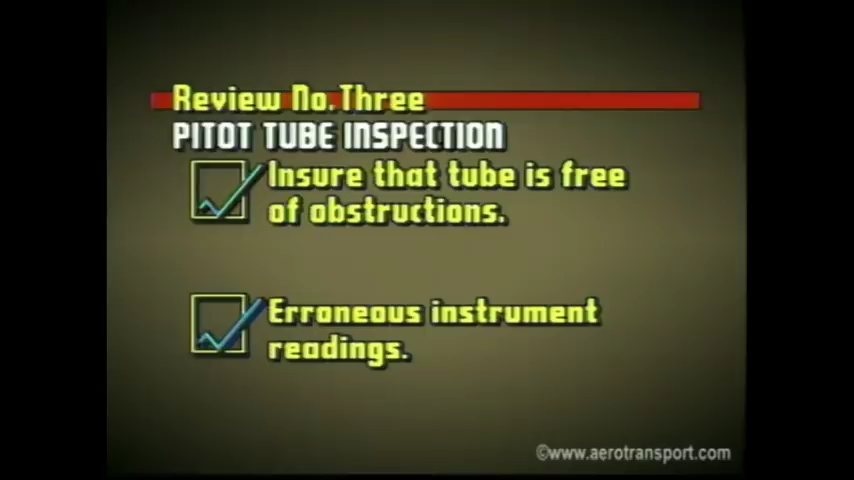 Review No. Three
PITOT TUBE INSPECTION
Insure that tube is free
of obstructions.
Erroneous instrument
readings.
©www.aerotransport.com